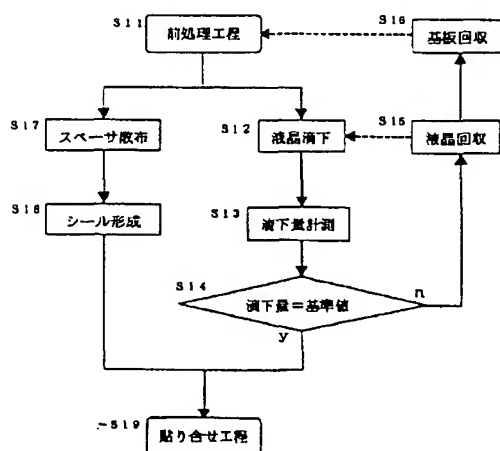 S11
前処理工程
S16
基板回収
S17
スペーサ散布
S12
液晶滴下
S15
液晶回収
S18
シール形成
S13
滴下量計測
S14
滴下量=基準値
n
y
S19
貼り合せ工程